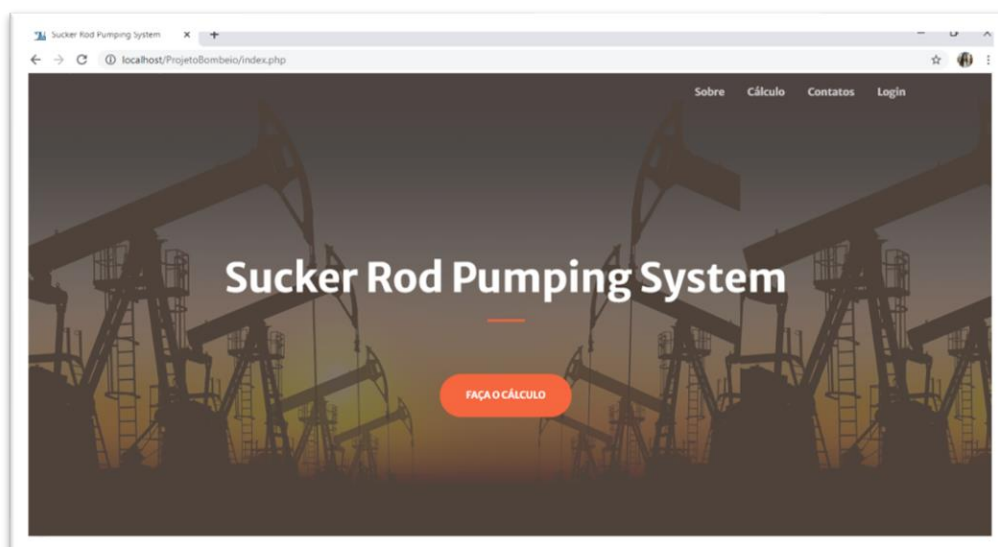 Sucker Rod Pumping System
localhost/ProjetoBombeio/index.php
Sobre Cálculo Contatos Login
Sucker Rod Pumping System
FAÇA O CÁLCULO